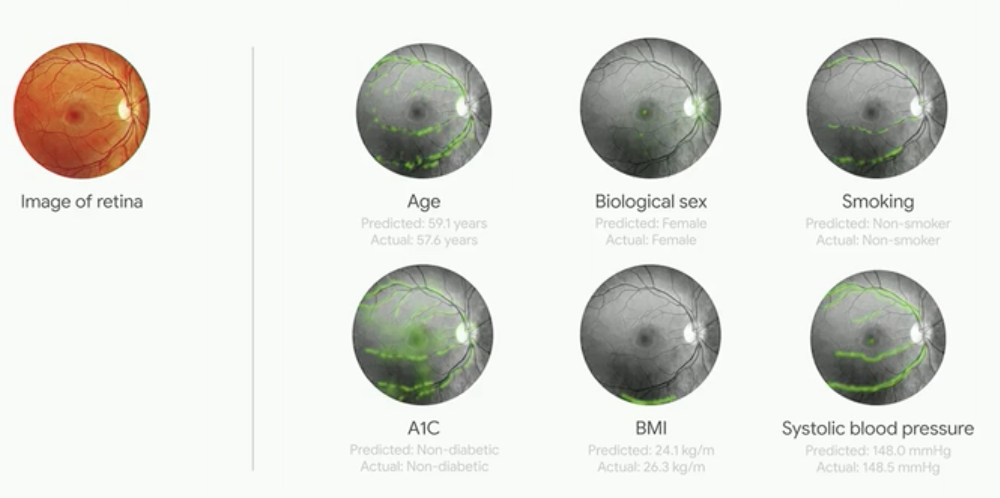 Image of retina
Age
Predicted: 59.1 years
Actual: 57.6 years
Biological sex
Predicted: Female
Actual: Female
Smoking
Predicted: Non-smoker
Actual: Non-smoker
A1C
Predicted: Non-diabetic
Actual: Non-diabetic
BMI
Predicted: 24.1 kg/m
Actual: 26.3 kg/m
Systolic blood pressure
Predicted: 148.0 mmHg
Actual: 148.5 mmHg